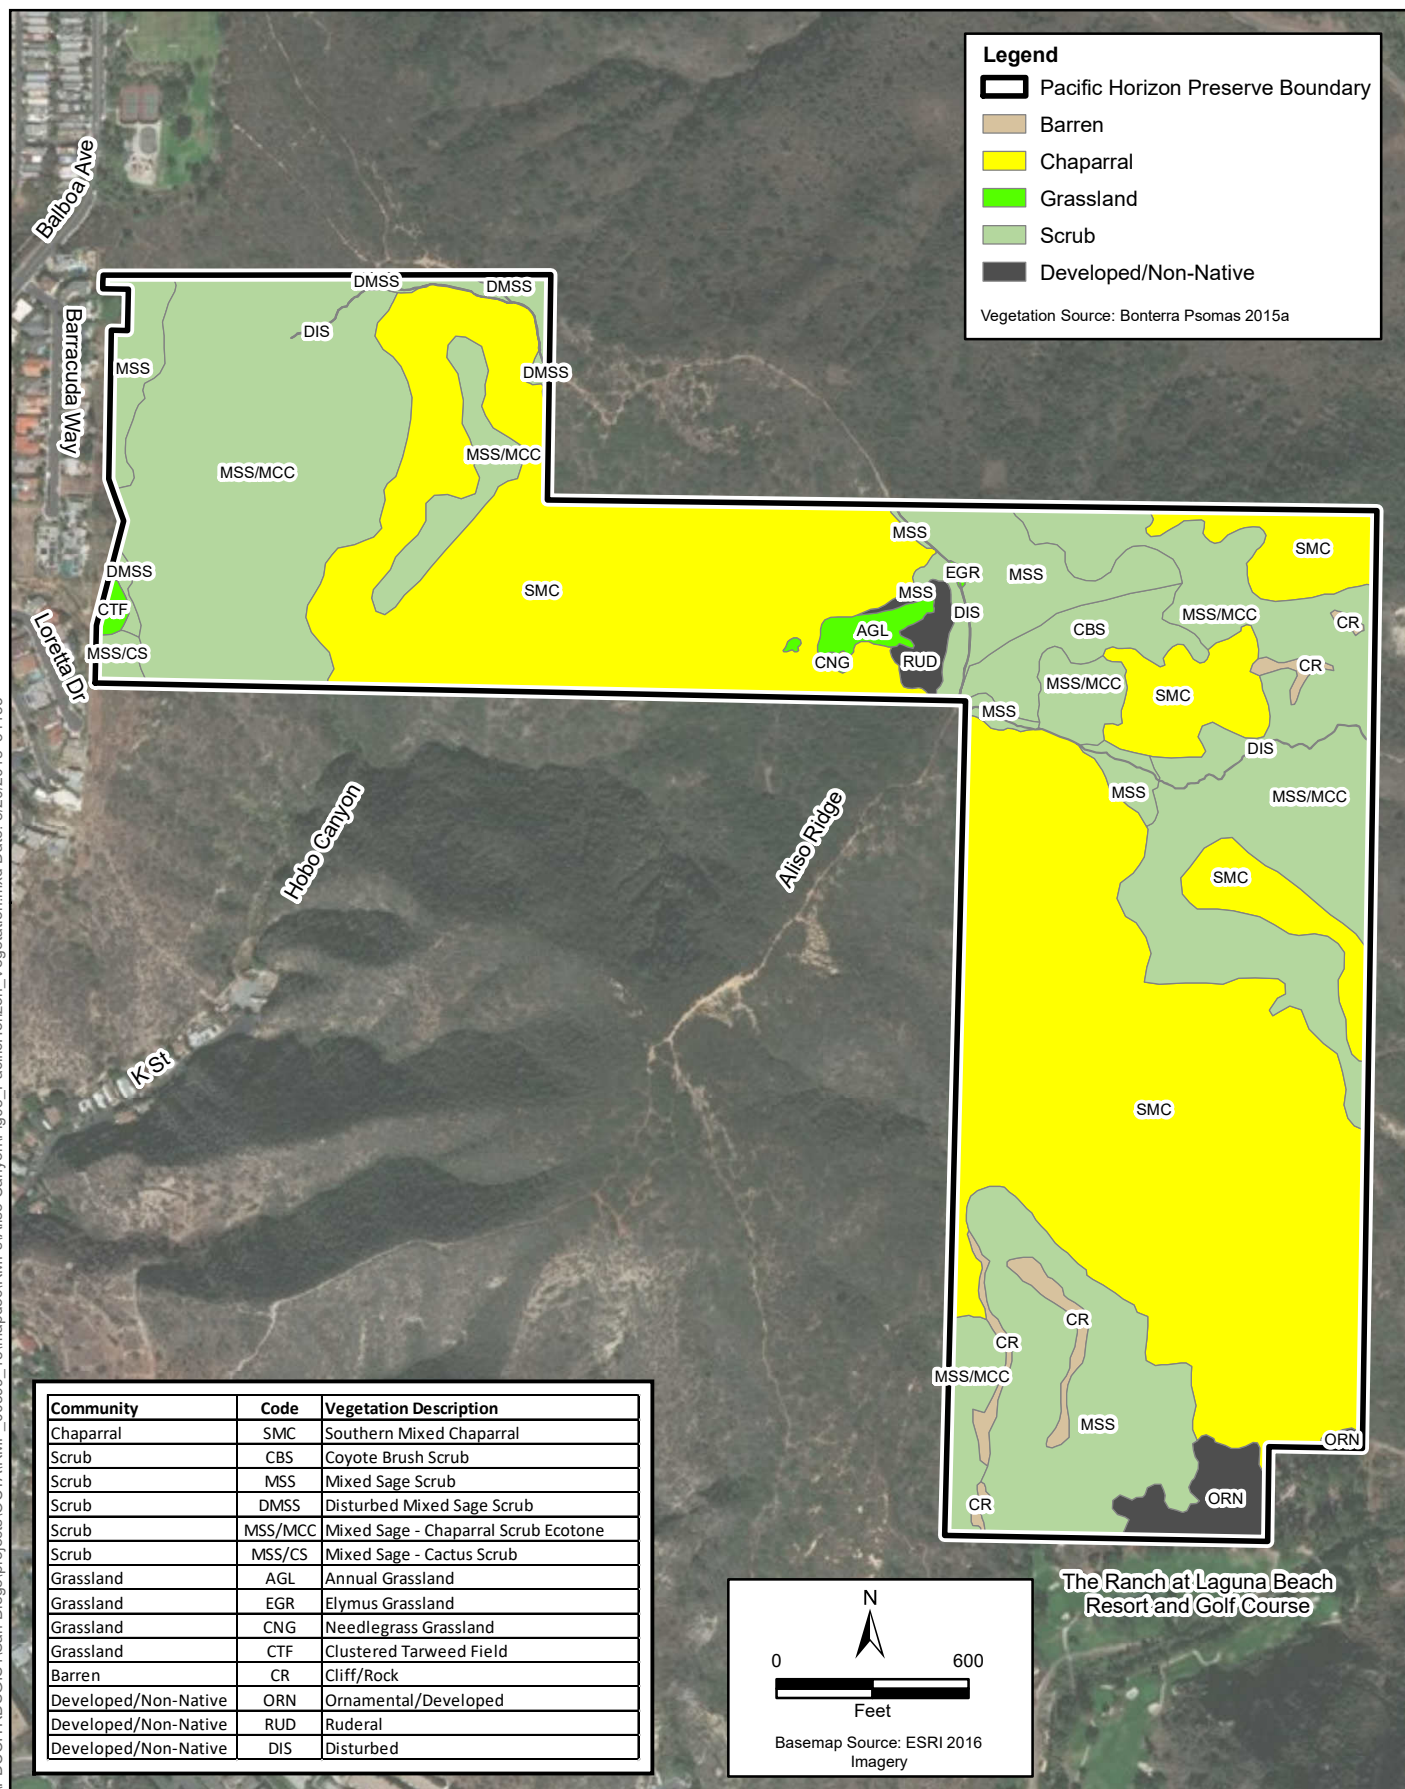 Legend
Pacific Horizon Preserve Boundary
Barren
Chaparral
Grassland
Scrub
Developed/Non-Native
Vegetation Source: Bonterra Psomas 2015a
Balboa Ave
Barracuda Way
Loretta Dr
DMSS
DMSS
DIS
MSS
DMSS
MSS/MCC
MSS/MCC
DMSS
CTF
MSS/CS
SMC
MSS
EGR
MSS
MSS
DIS
AGL
CNG
RUD
SMC
MSS/MCC
CR
CBS
CR
MSS/MCC
SMC
MSS
DIS
MSS
MSS/MCC
SMC
Hobo Canyon
Aliso Ridge
K St
SMC
CR
CR
MSS/MCC
MSS
ORN
CR
ORN
The Ranch at Laguna Beach
Resort and Golf Course
Community Code Vegetation Description
Chaparral SMC Southern Mixed Chaparral
Scrub CBS Coyote Brush Scrub
Scrub MSS Mixed Sage Scrub
Scrub DMSS Disturbed Mixed Sage Scrub
Scrub MSS/MCC Mixed Sage - Chaparral Scrub Ecotone
Scrub MSS/CS Mixed Sage - Cactus Scrub
Grassland AGL Annual Grassland
Grassland EGR Elymus Grassland
Grassland CNG Needlegrass Grassland
Grassland CTF Clustered Tarweed Field
Barren CR Cliff/Rock
Developed/Non-Native ORN Ornamental/Developed
Developed/Non-Native RUD Ruderal
Developed/Non-Native DIS Disturbed
N
0 600
Feet
Basemap Source: ESRI 2016
Imagery